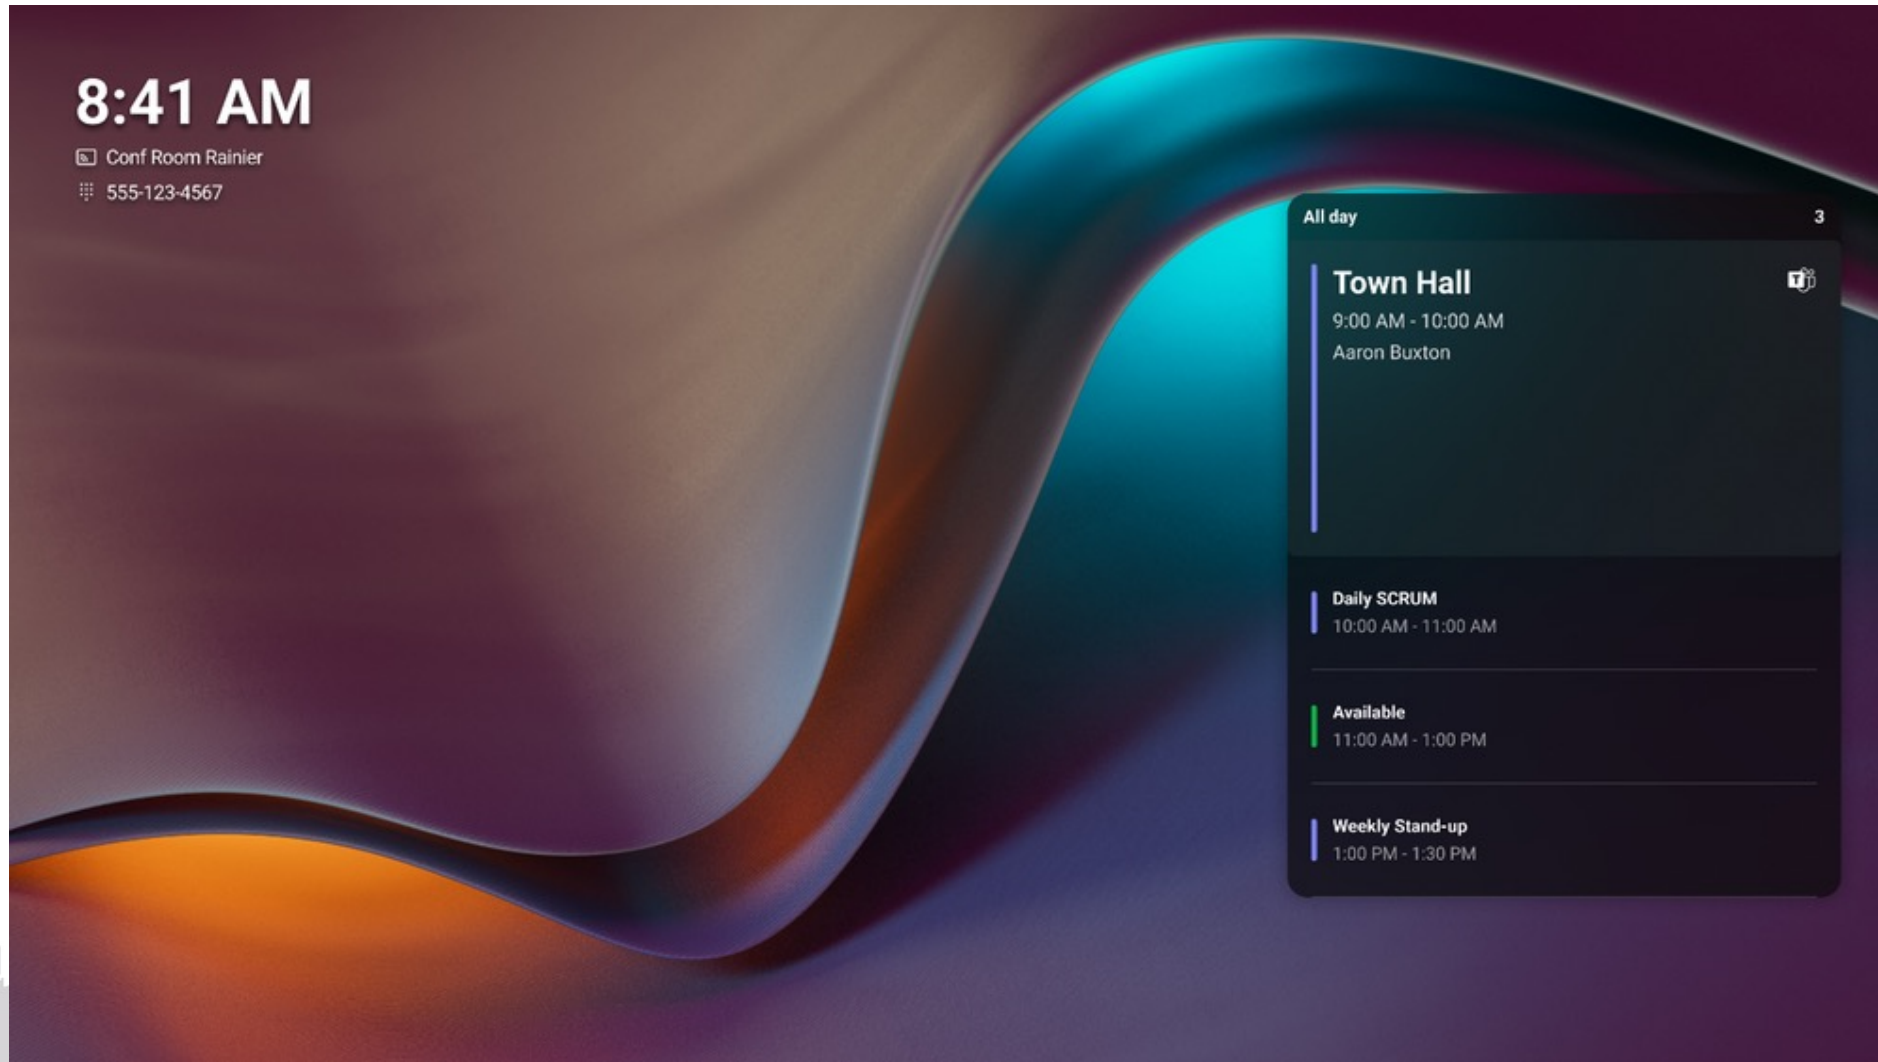 8:41 AM
Conf Room Rainier
555-123-4567
All day 3
Town Hall
9:00 AM - 10:00 AM
Aaron Buxton
Daily SCRUM
10:00 AM - 11:00 AM
Available
11:00 AM - 1:00 PM
Weekly Stand-up
1:00 PM - 1:30 PM